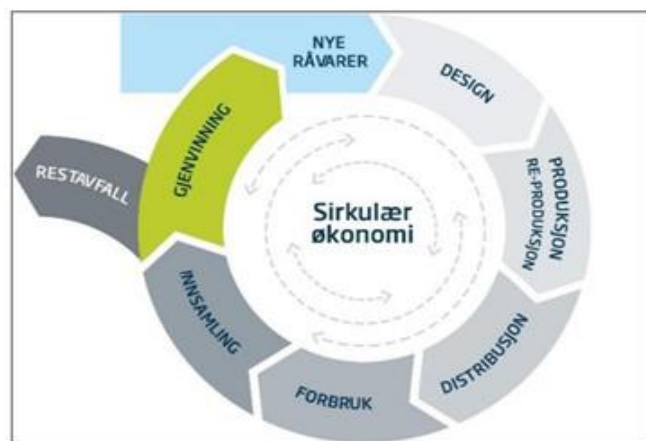 NYE
RÅVARER
DESIGN
PRODUKSJON
RE-PRODUKSJON
DISTRIBUSJON
FORBRUK
INNSAMLING
GJENVINNING
RESTAVFALL
Sirkulær
økonomi